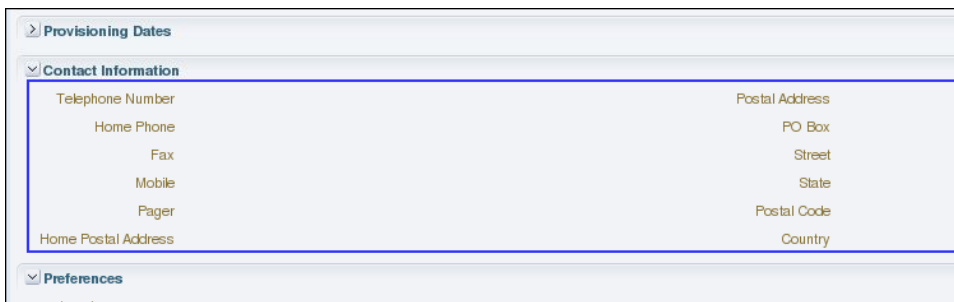 Provisioning Dates
Contact Information
Telephone Number
Home Phone
Fax
Mobile
Pager
Home Postal Address
Postal Address
PO Box
Street
State
Postal Code
Country
Preferences